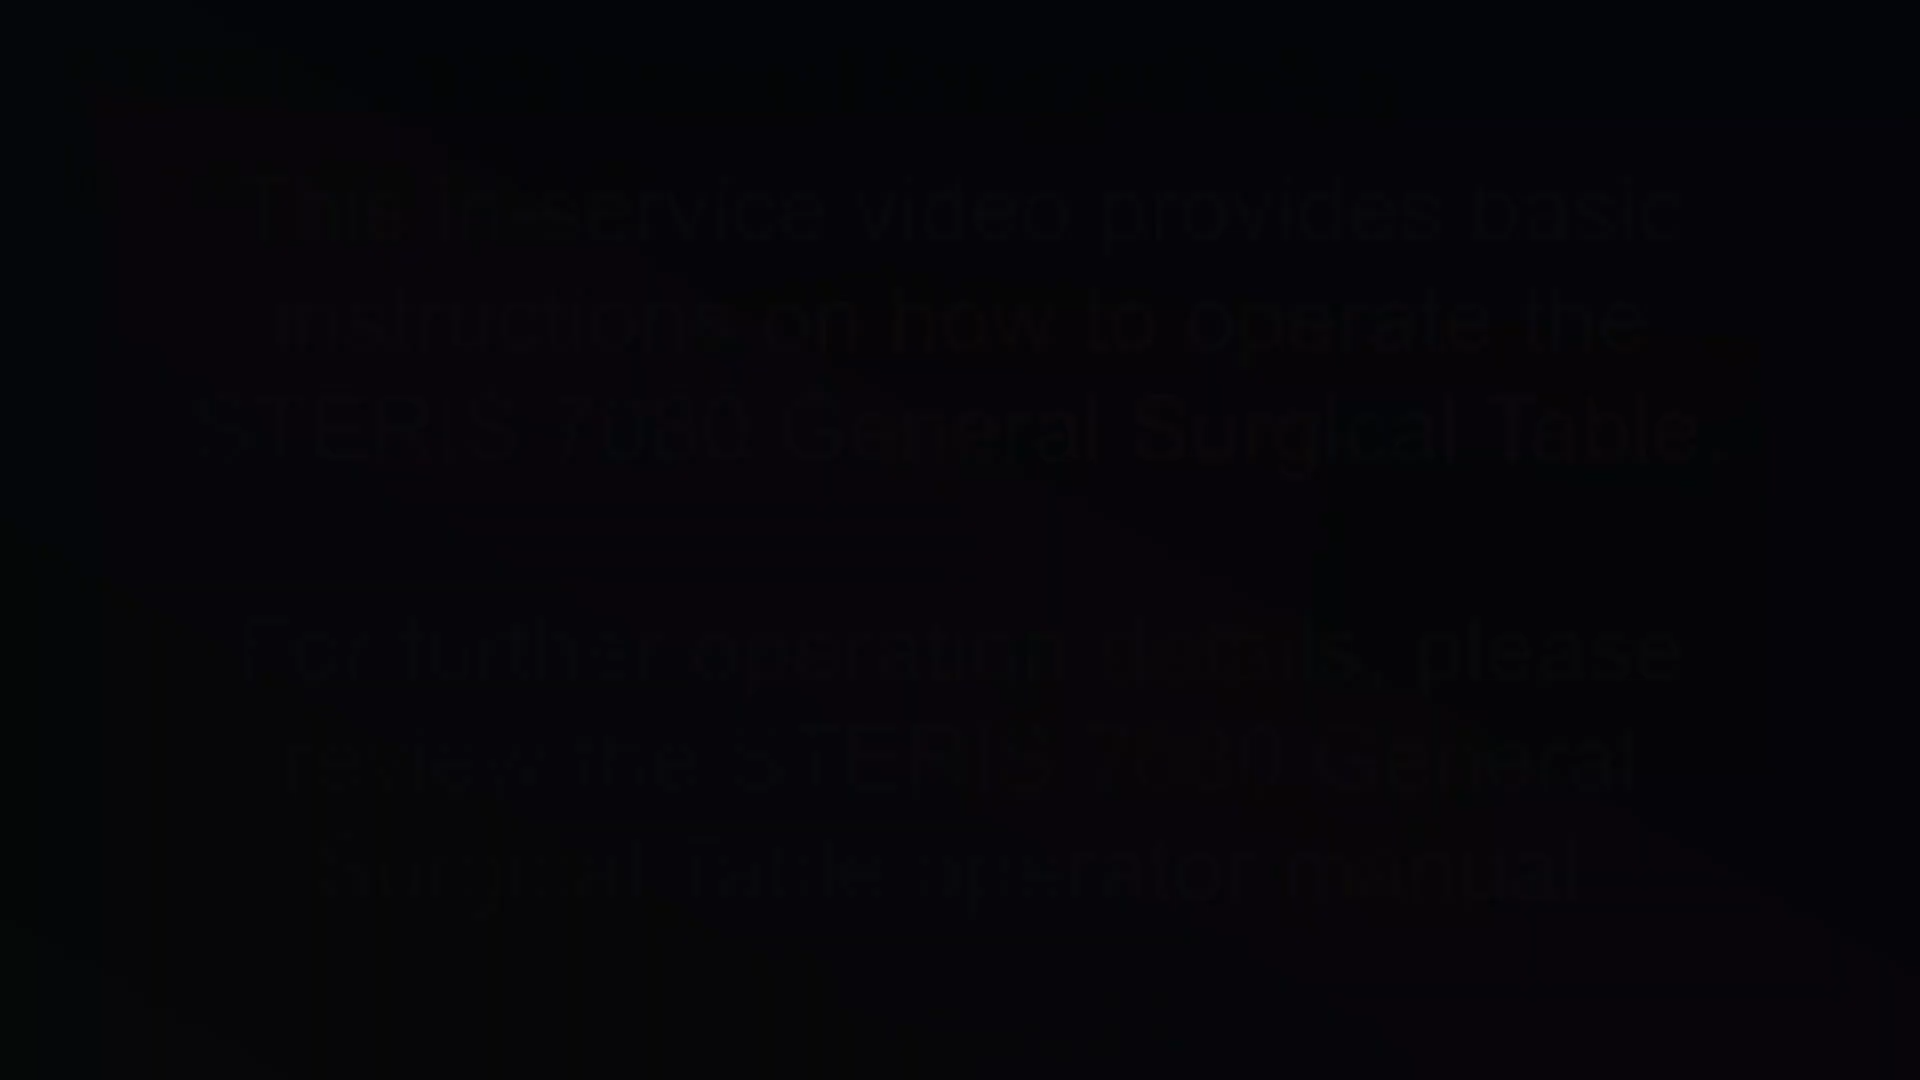 This in-service video provides basic
instructions on how to operate the
STERIS 7080 General Surgical Table.
For further operation details, please
review the STERIS 7080 General
Surgical Table operator manual